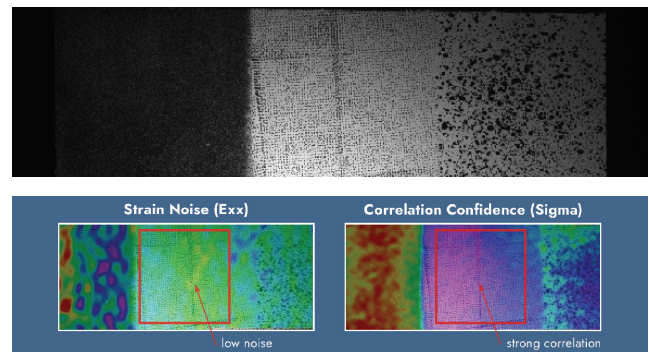 Strain Noise (Exx)
Correlation Confidence (Sigma)
low noise
strong correlation